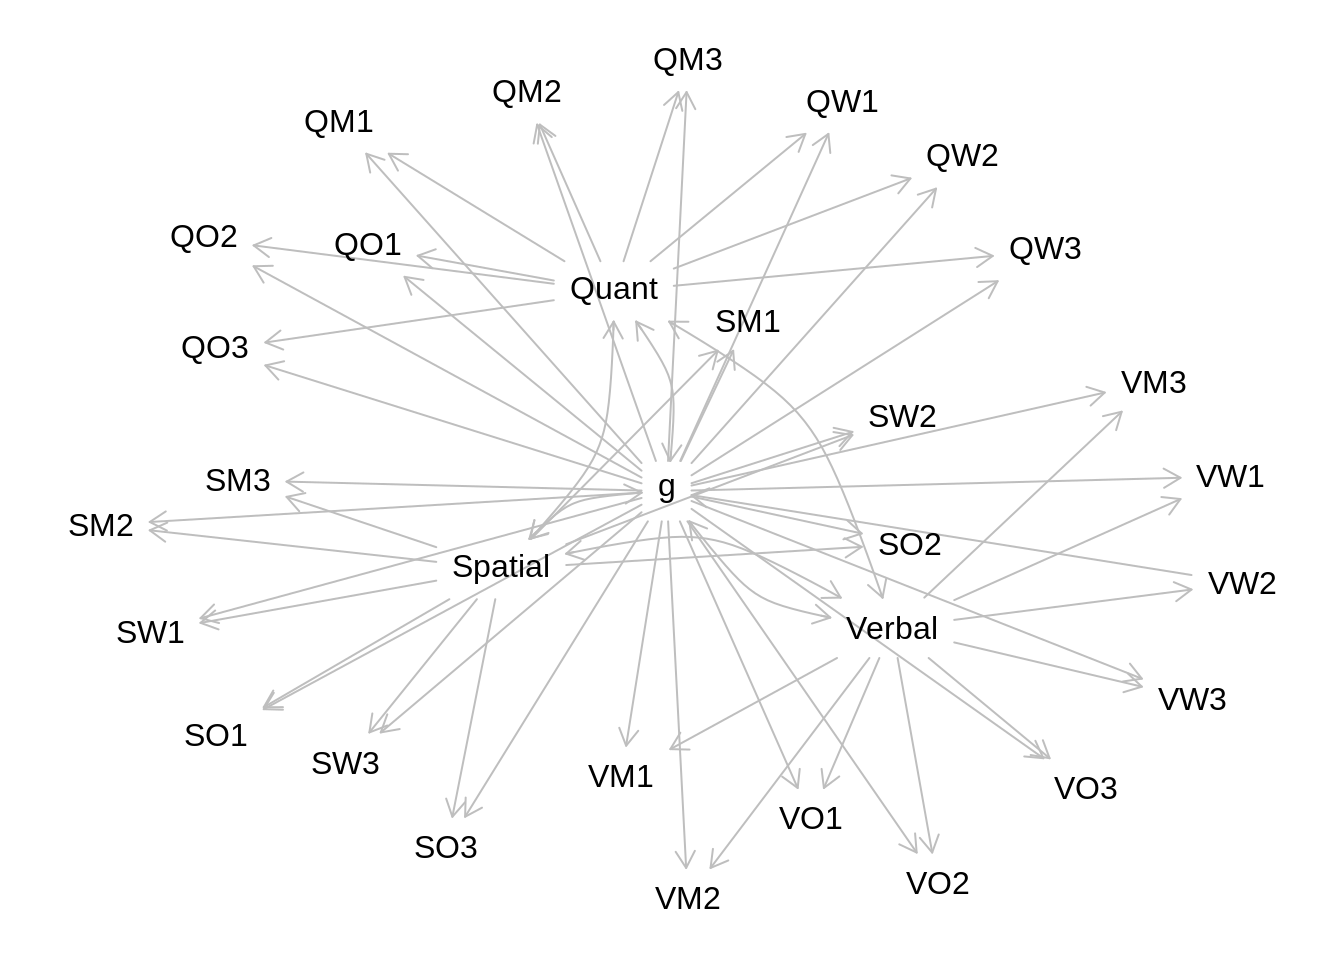 QM3
QM2
QW1
QM1
QW2
QO2
QO1
QW3
Quant
SM1
QO3
VM3
SW2
SM3
g
VW1
SM2
SO2
Spatial
VW2
SW1
Verbal
VW3
SO1
SW3
VM1
VO3
VO1
SO3
VO2
VM2